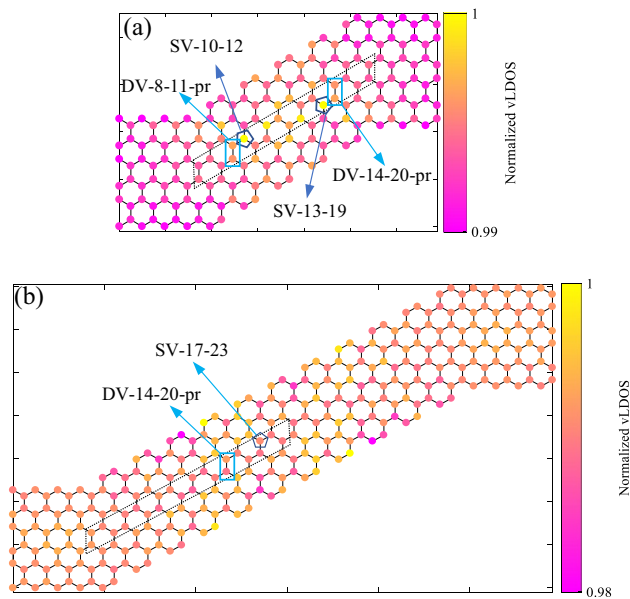 (a)
SV-10-12
DV-8-11-pr
DV-14-20-pr
SV-13-19
1
Normalized vLDOS
0.99
(b)
SV-17-23
DV-14-20-pr
1
Normalized vLDOS
0.98